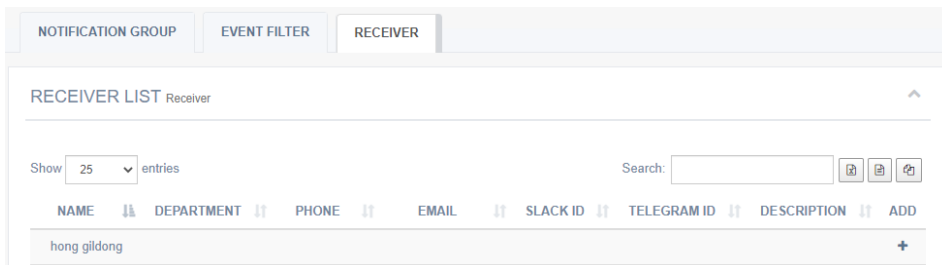 NOTIFICATION GROUP EVENT FILTER RECEIVER
RECEIVER LIST Receiver
Show 25 entries Search:
NAME DEPARTMENT PHONE EMAIL SLACK ID TELEGRAM ID DESCRIPTION ADD
hong gildong +